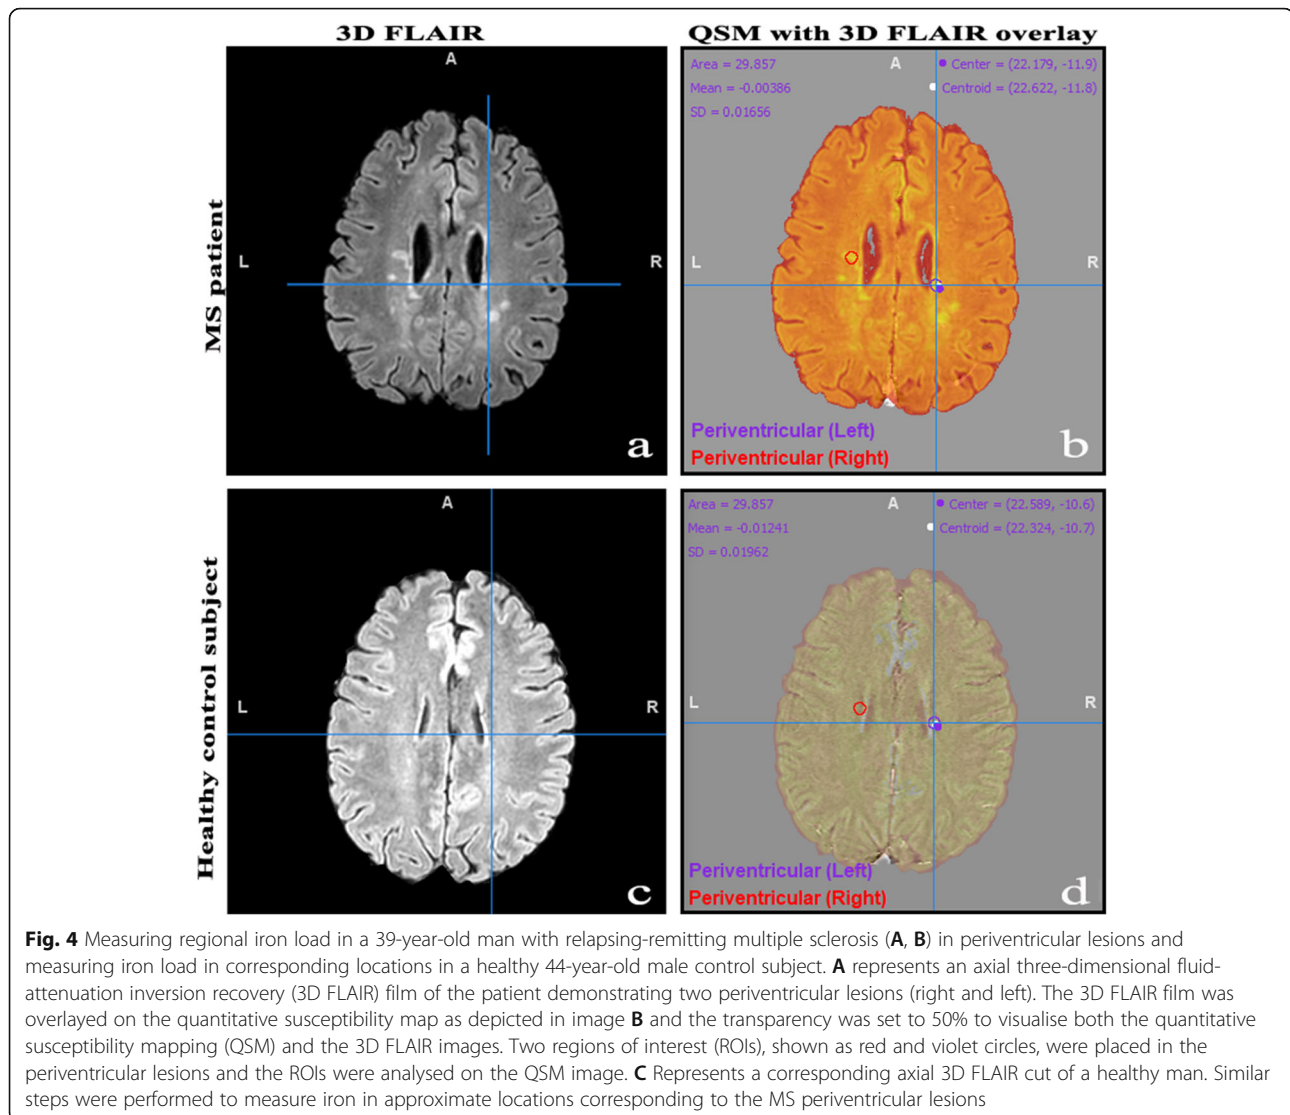 3D FLAIR
QSM with 3D FLAIR overlay
MS patient
A
L
R
a
Area = 29.857
Mean = -0.00386
SD = 0.01656
A
Center = (22.179, -11.9)
Centroid = (22.622, -11.8)
L
R
Periventricular (Left)
Periventricular (Right)
b
Healthy control subject
A
L
R
c
Area = 29.857
Mean = -0.01241
SD = 0.01962
A
Center = (22.589, -10.6)
Centroid = (22.324, -10.7)
L
R
Periventricular (Left)
Periventricular (Right)
d
Fig. 4 Measuring regional iron load in a 39-year-old man with relapsing-remitting multiple sclerosis (A, B) in periventricular lesions and
measuring iron load in corresponding locations in a healthy 44-year-old male control subject. A represents an axial three-dimensional fluid-
attenuation inversion recovery (3D FLAIR) film of the patient demonstrating two periventricular lesions (right and left). The 3D FLAIR film was
overlayed on the quantitative susceptibility map as depicted in image B and the transparency was set to 50% to visualise both the quantitative
susceptibility mapping (QSM) and the 3D FLAIR images. Two regions of interest (ROIs), shown as red and violet circles, were placed in the
periventricular lesions and the ROIs were analysed on the QSM image. C Represents a corresponding axial 3D FLAIR cut of a healthy man. Similar
steps were performed to measure iron in approximate locations corresponding to the MS periventricular lesions